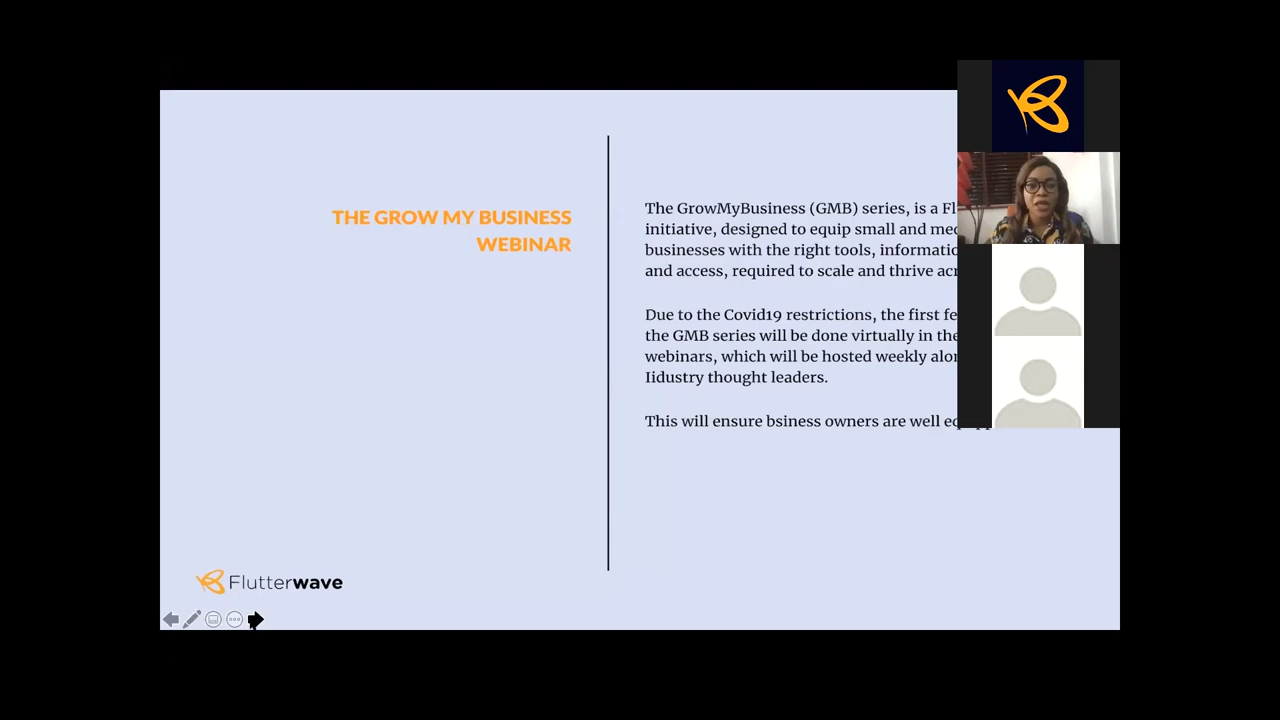 THE GROW MY BUSINESS
WEBINAR
The GrowMyBusiness (GMB) series, is a
initiative, designed to equip small and
businesses with the right tools,
and access, required to scale and thrive
Due to the Covid19 restrictions, the first
the GMB series will be done virtually in the
webinars, which will be hosted weekly
Iidustry thought leaders.
This will ensure bsiness owners are well
Flutterwave